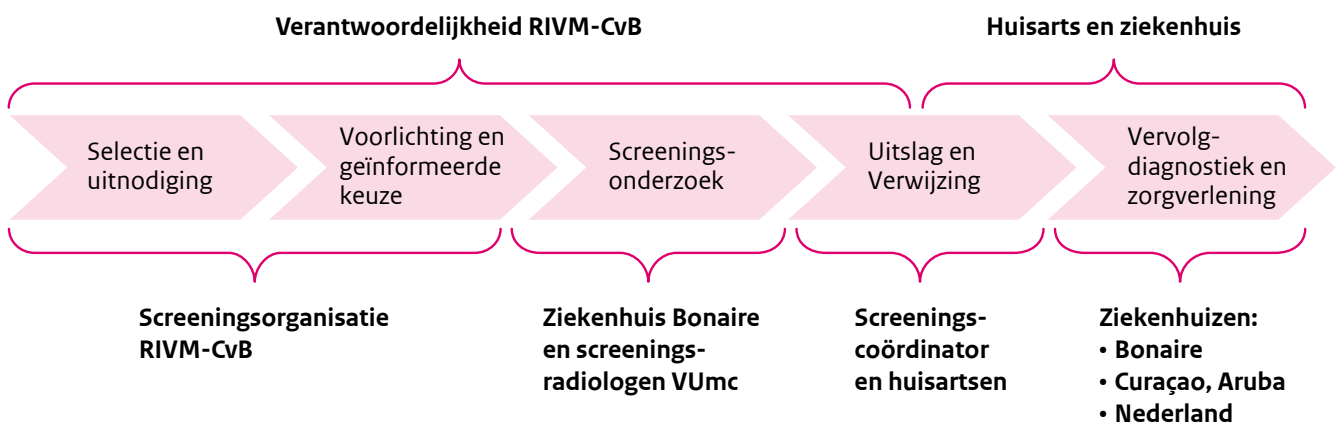 Verantwoordelijkheid RIVM-CvB
Huisarts en ziekenhuis
Selectie en
uitnodiging
Voorlichting en
geïnformeerde
keuze
Screenings-
onderzoek
Uitslag en
Verwijzing
Vervolg-
diagnostiek en
zorgverlening
Screeningsorganisatie
RIVM-CvB
Ziekenhuis Bonaire
en screenings-
radiologen VUmc
Screenings-
coördinator
en huisartsen
Ziekenhuizen:
• Bonaire
• Curaçao, Aruba
• Nederland